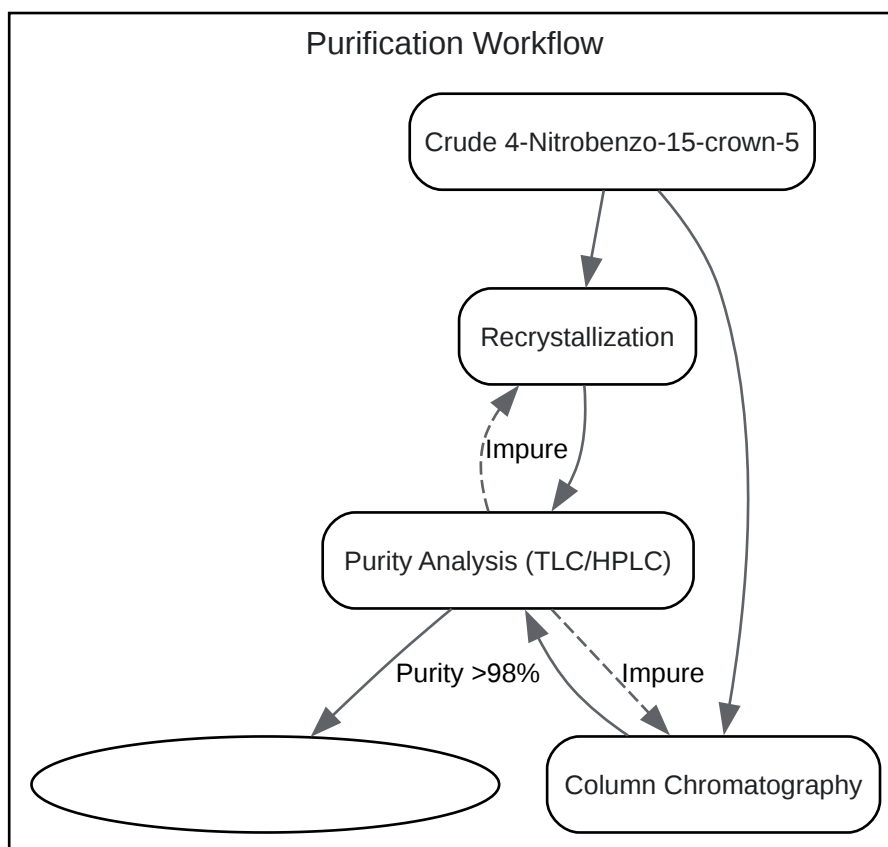 Purification Workflow
Crude 4-Nitrobenzo-15-crown-5
Recrystallization
Impure
Purity Analysis (TLC/HPLC)
Purity >98%
Impure
Column Chromatography